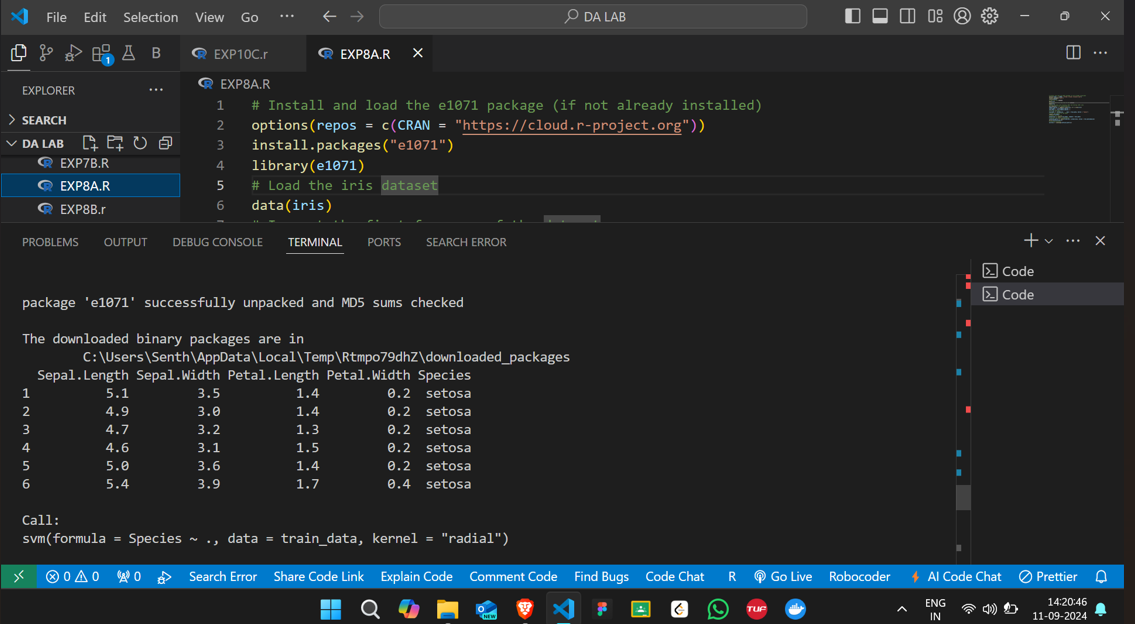 File Edit Selection View Go ··· DA LAB
B EXP10C.r EXP8A.R
1
EXPLORER ···
EXP8A.R
SEARCH
DA LAB
EXP7B.R
EXP8A.R
EXP8B.r
1 # Install and load the e1071 package (if not already installed)
2 options(repos = c(CRAN = "https://cloud.r-project.org"))
3 install.packages("e1071")
4 library(e1071)
5 # Load the iris dataset
6 data(iris)
PROBLEMS OUTPUT DEBUG CONSOLE TERMINAL PORTS SEARCH ERROR
Code
Code
package 'e1071' successfully unpacked and MD5 sums checked
The downloaded binary packages are in
C:\Users\Senth\AppData\Local\Temp\Rtmpo79dhZ\downloaded_packages
Sepal.Length Sepal.Width Petal.Length Petal.Width Species
1 5.1 3.5 1.4 0.2 setosa
2 4.9 3.0 1.4 0.2 setosa
3 4.7 3.2 1.3 0.2 setosa
4 4.6 3.1 1.5 0.2 setosa
5 5.0 3.6 1.4 0.2 setosa
6 5.4 3.9 1.7 0.4 setosa
Call:
svm(formula = Species ~ ., data = train_data, kernel = "radial")
0 0 0 Search Error Share Code Link Explain Code Comment Code Find Bugs Code Chat R Go Live Robocoder AI Code Chat Prettier
NEW TUF
ENG
IN
14:20:46
11-09-2024